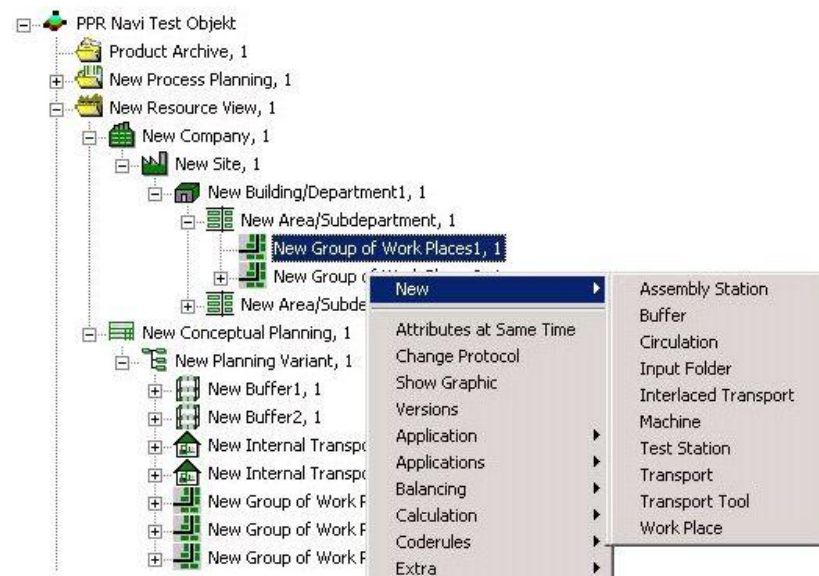 PPR Navi Test Objekt
Product Archive, 1
New Process Planning, 1
New Resource View, 1
New Company, 1
New Site, 1
New Building/Department1, 1
New Area/Subdepartment, 1
New Group of Work Places1, 1
New Group
New Area/Subde
New Conceptual Planning, 1
New Planning Variant, 1
New Buffer1, 1
New Buffer2, 1
New Internal Transpo
New Internal Transpo
New Group of Work P
New Group of Work P
New Group of Work P
New
Attributes at Same Time
Change Protocol
Show Graphic
Versions
Application
Applications
Balancing
Calculation
Coderules
Extra
Assembly Station
Buffer
Circulation
Input Folder
Interlaced Transport
Machine
Test Station
Transport
Transport Tool
Work Place